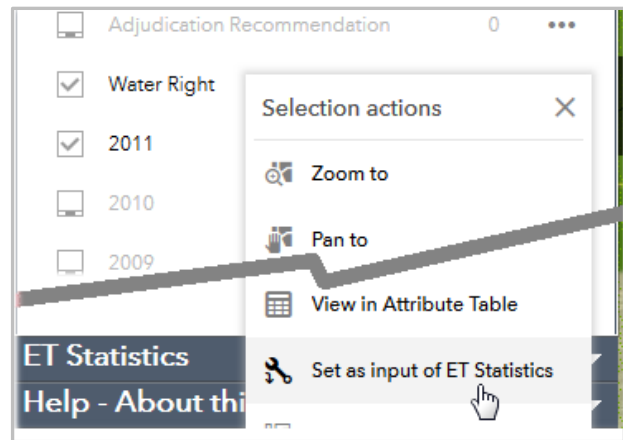 Adjudication Recommendation 0
Water Right
Selection actions
2011
Zoom to
2010
Pan to
2009
View in Attribute Table
ET Statistics
Set as input of ET Statistics
Help - About thi